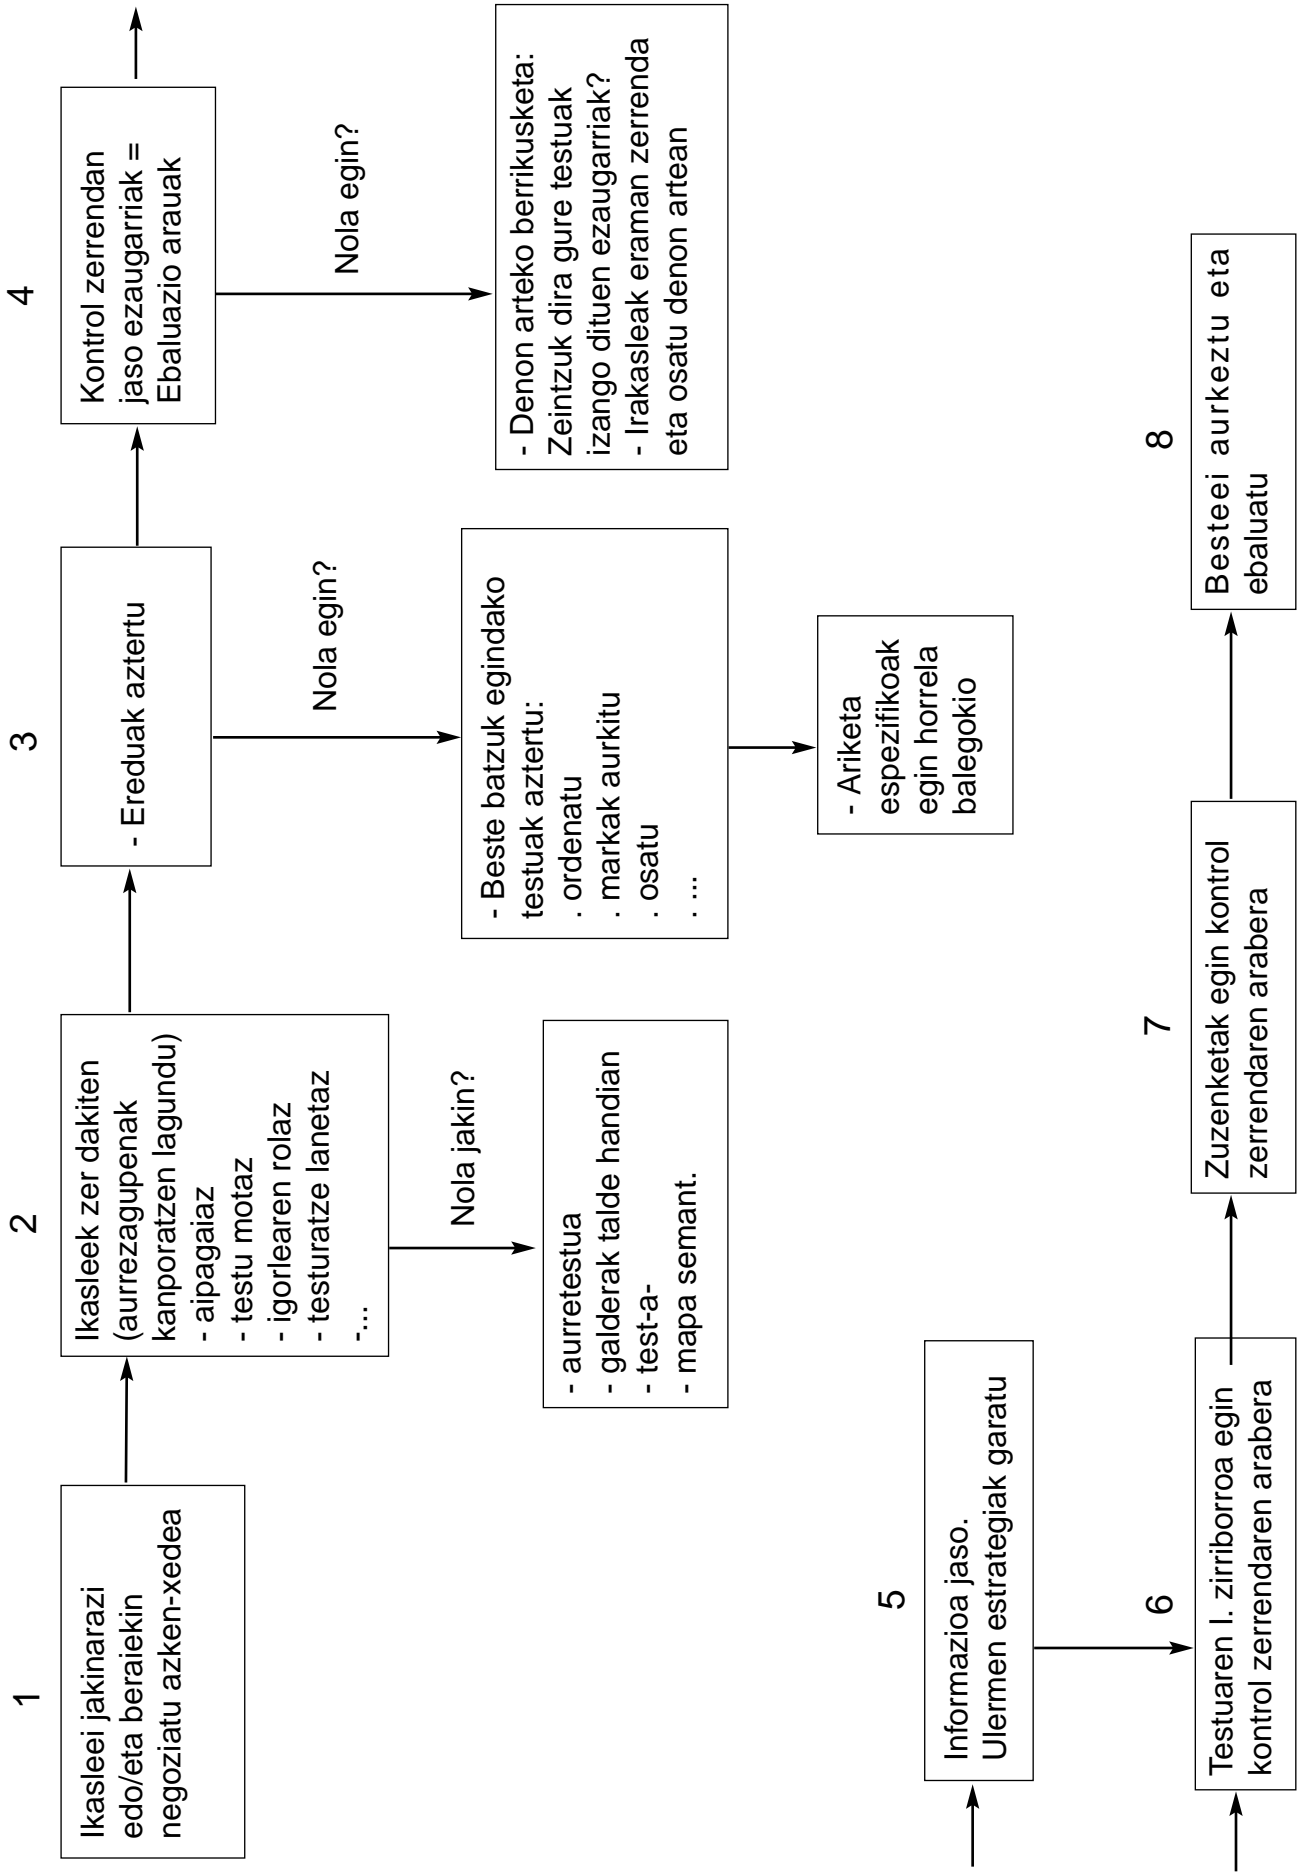 1
Ikasleei jakinarazi
edo/eta beraiekin
negoziatu azken-xedea
2
Ikasleek zer dakiten
(aurrezagupenak
kanporatzen lagundu)
- aipagaiaz
- testu motaz
- igorlearen rolaz
- testuratze lanetaz
-...
Nola jakin?
- aurretestua
- galderak talde handian
- test-a-
- mapa semant.
3
- Ereduak aztertu
Nola egin?
- Beste batzuk egindako
testuak aztertu:
. ordenatu
. markak aurkitu
. osatu
. ...
- Ariketa
espezifikoak
egin horrela
balegokio
4
Kontrol zerrendan
jaso ezaugarriak =
Ebaluazio arauak
Nola egin?
- Denon arteko berrikusketa:
Zeintzuk dira gure testuak
izango dituen ezaugarriak?
- Irakasleak eraman zerrenda
eta osatu denon artean
5
Informazioa jaso.
Ulermen estrategiak garatu
6
Testuaren I. zirriborroa egin
kontrol zerrendaren arabera
7
Zuzenketak egin kontrol
zerrendaren arabera
8
Besteei aurkeztu eta
ebaluatu